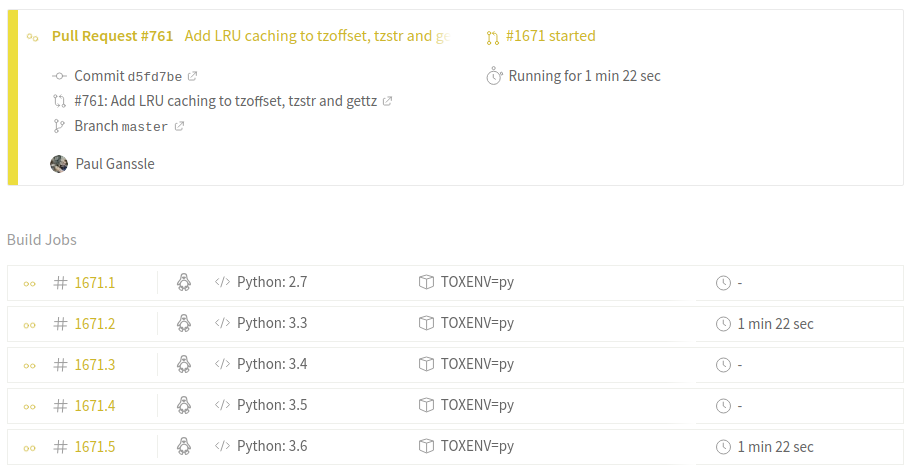 Pull Request #761 Add LRU caching to tzoffset, tzstr and ge
#1671 started
Commit d5fd7be
Running for 1 min 22 sec
#761: Add LRU caching to tzoffset, tzstr and gettz
Branch master
Paul Ganssle
Build Jobs
# 1671.1 </> Python: 2.7 TOXENV=py -
# 1671.2 </> Python: 3.3 TOXENV=py 1 min 22 sec
# 1671.3 </> Python: 3.4 TOXENV=py -
# 1671.4 </> Python: 3.5 TOXENV=py -
# 1671.5 </> Python: 3.6 TOXENV=py 1 min 22 sec